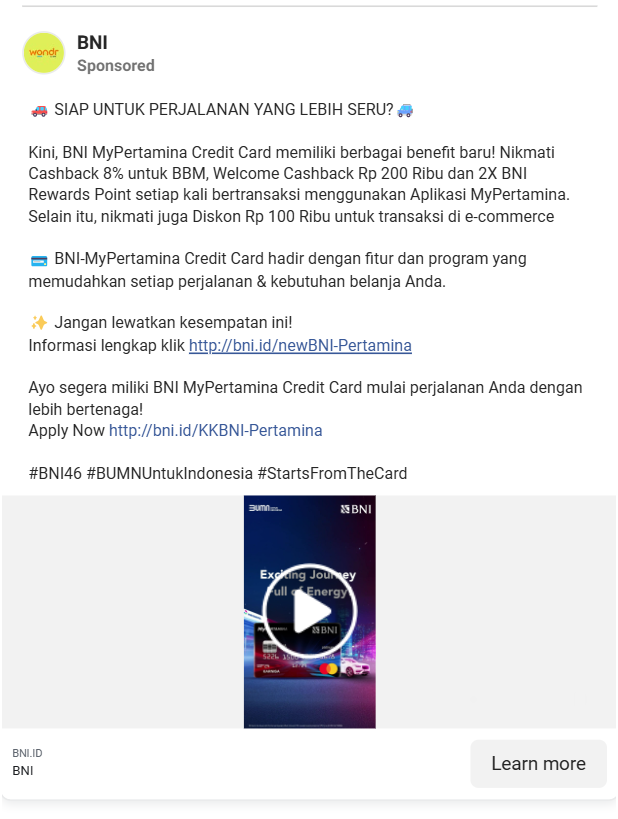 wondr
BNI
Sponsored
🚗 SIAP UNTUK PERJALANAN YANG LEBIH SERU? 🚙
Kini, BNI MyPertamina Credit Card memiliki berbagai benefit baru! Nikmati
Cashback 8% untuk BBM, Welcome Cashback Rp 200 Ribu dan 2X BNI
Rewards Point setiap kali bertransaksi menggunakan Aplikasi MyPertamina.
Selain itu, nikmati juga Diskon Rp 100 Ribu untuk transaksi di e-commerce
💳 BNI-MyPertamina Credit Card hadir dengan fitur dan program yang
memudahkan setiap perjalanan & kebutuhan belanja Anda.
✨ Jangan lewatkan kesempatan ini!
Informasi lengkap klik http://bni.id/newBNI-Pertamina
Ayo segera miliki BNI MyPertamina Credit Card mulai perjalanan Anda dengan
lebih bertenaga!
Apply Now http://bni.id/KKBNI-Pertamina
#BNI46 #BUMNUntukIndonesia #StartsFromTheCard
BUMN BNI
Exciting Journey
Full of Energy
MyPertamina BNI
BNI.ID
BNI
Learn more